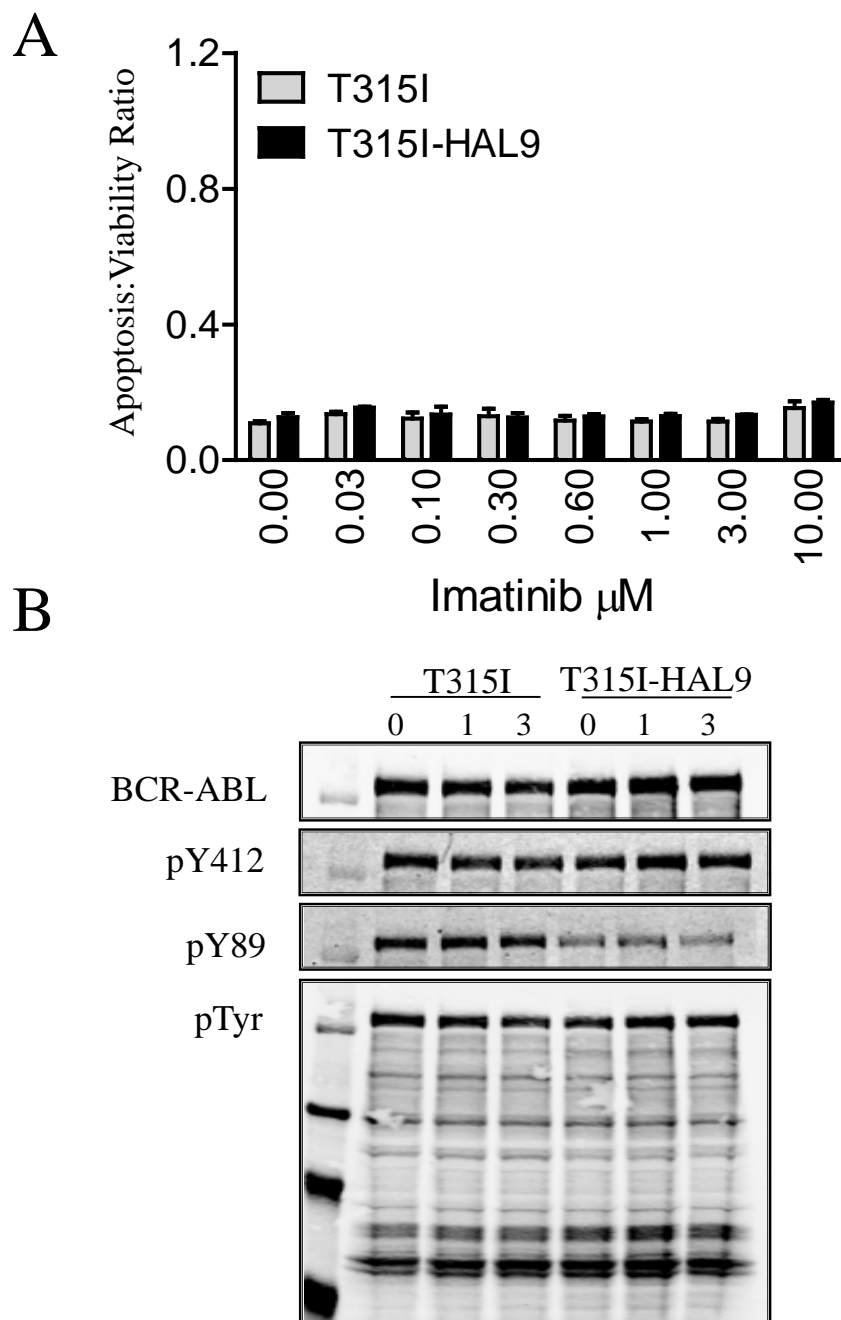 A
1.2
0.8
0.4
0.0
Apoptosis:Viability Ratio
T315I
T315I-HAL9
0.00 0.03 0.10 0.30 0.60 1.00 3.00 10.00
Imatinib μM
B
T315I T315I-HAL9
0 1 3 0 1 3
BCR-ABL
pY412
pY89
pTyr